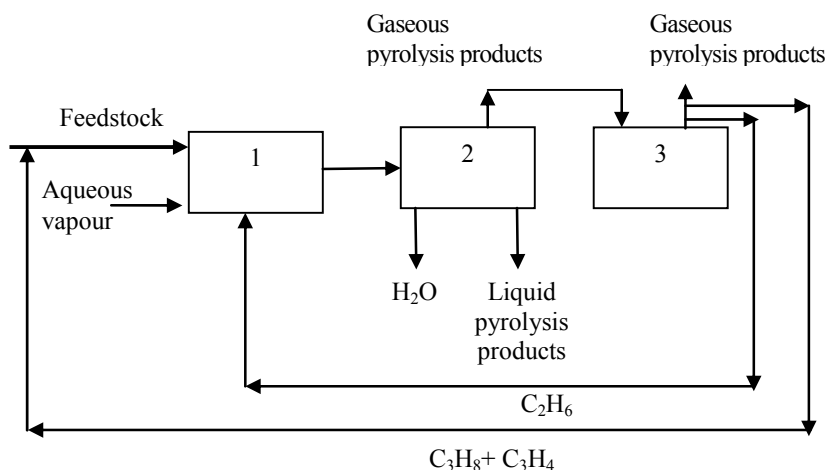 Gaseous
pyrolysis products
Gaseous
pyrolysis products
Feedstock
1
2
3
Aqueous
vapour
H₂O
Liquid
pyrolysis
products
C₂H₆
C₃H₈+ C₃H₄